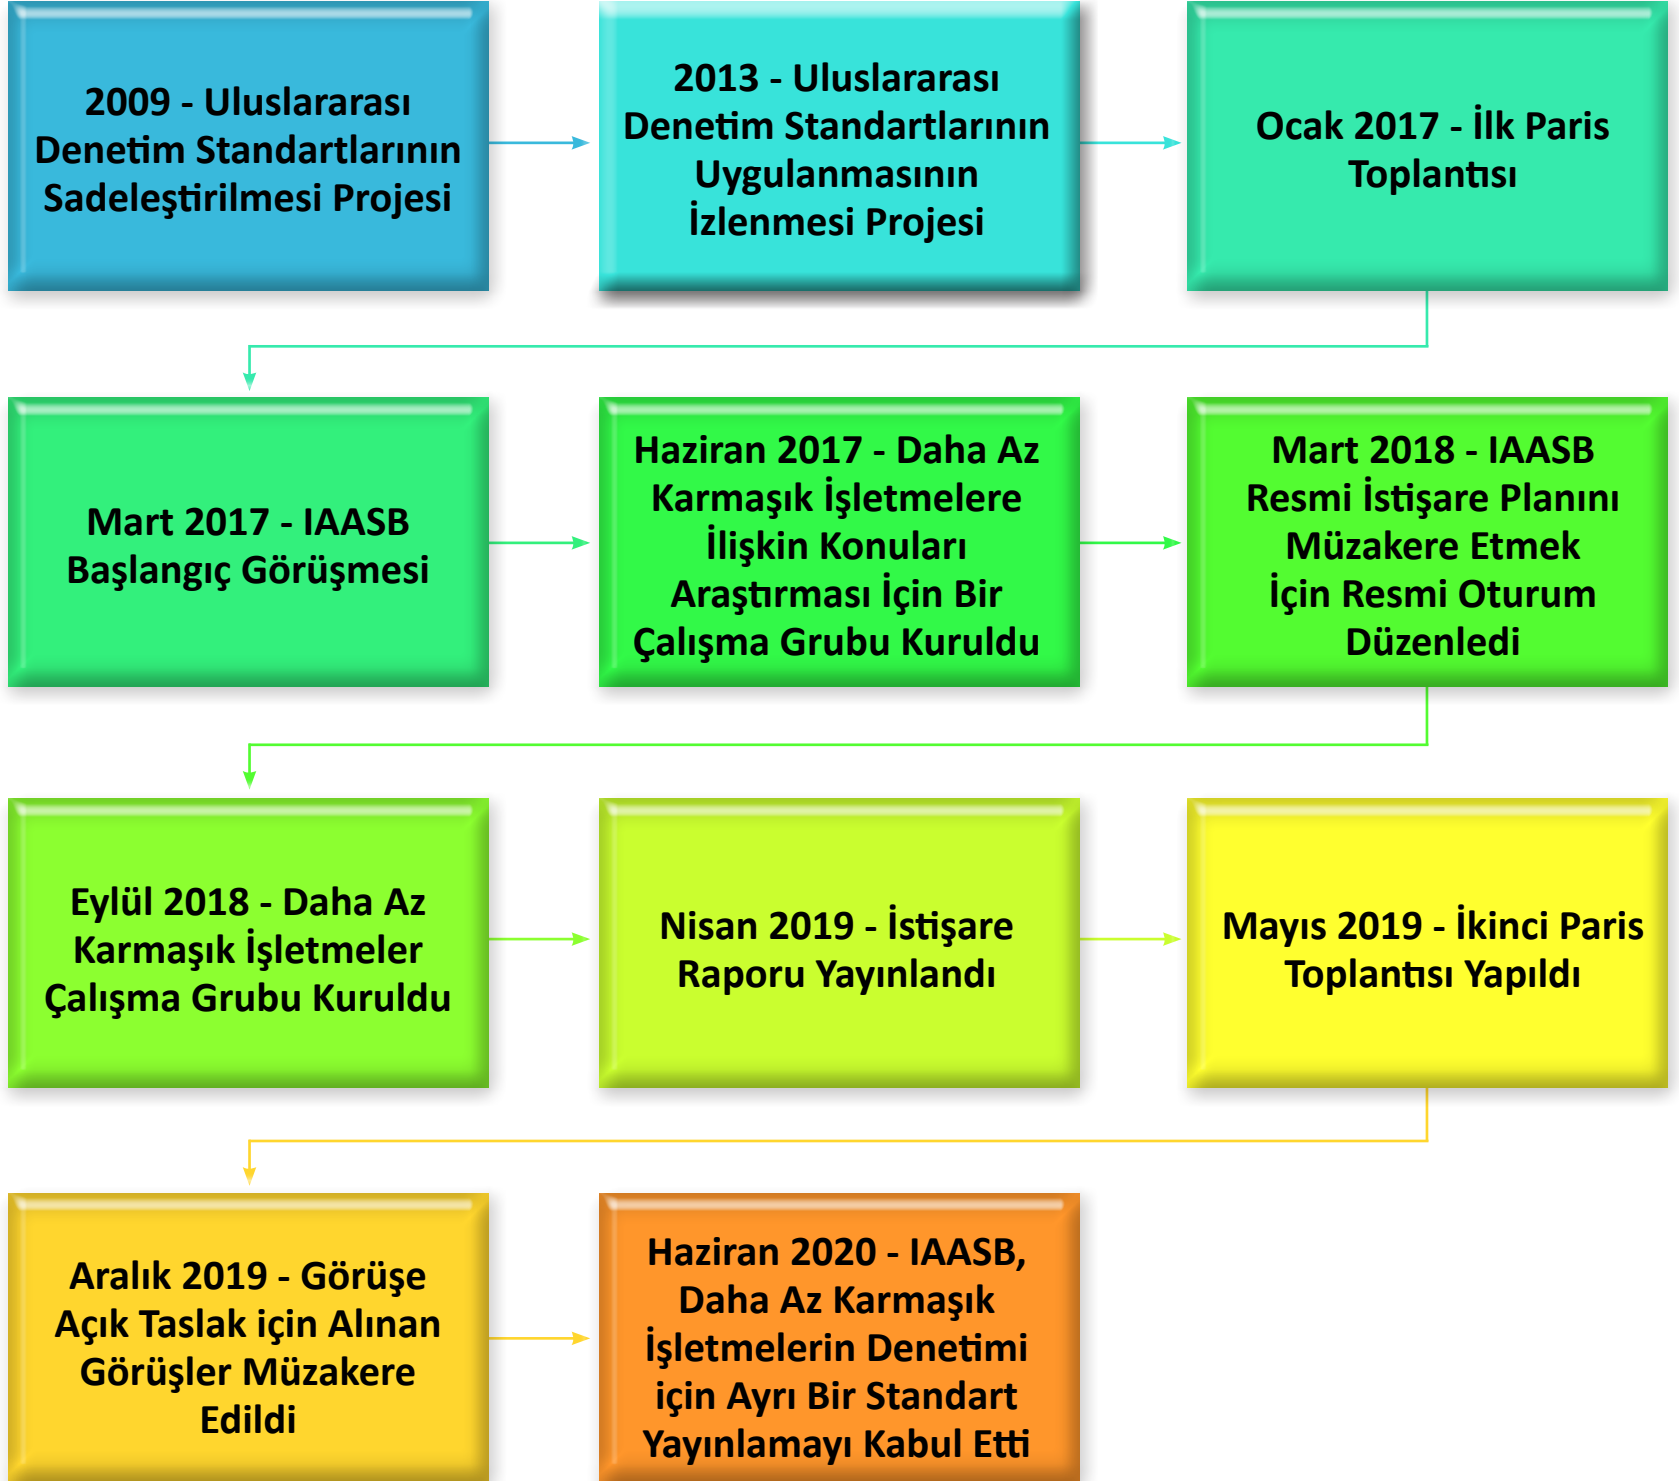 2009 - Uluslararası
Denetim Standartlarının
Sadeleştirilmesi Projesi
2013 - Uluslararası
Denetim Standartlarının
Uygulanmasının
İzlenmesi Projesi
Ocak 2017 - İlk Paris
Toplantısı
Mart 2017 - IAASB
Başlangıç Görüşmesi
Haziran 2017 - Daha Az
Karmaşık İşletmelere
İlişkin Konuları
Araştırması İçin Bir
Çalışma Grubu Kuruldu
Mart 2018 - IAASB
Resmi İstişare Planını
Müzakere Etmek
İçin Resmi Oturum
Düzenledi
Eylül 2018 - Daha Az
Karmaşık İşletmeler
Çalışma Grubu Kuruldu
Nisan 2019 - İstişare
Raporu Yayınlandı
Mayıs 2019 - İkinci Paris
Toplantısı Yapıldı
Aralık 2019 - Görüşe
Açık Taslak için Alınan
Görüşler Müzakere
Edildi
Haziran 2020 - IAASB,
Daha Az Karmaşık
İşletmelerin Denetimi
için Ayrı Bir Standart
Yayınlamayı Kabul Etti